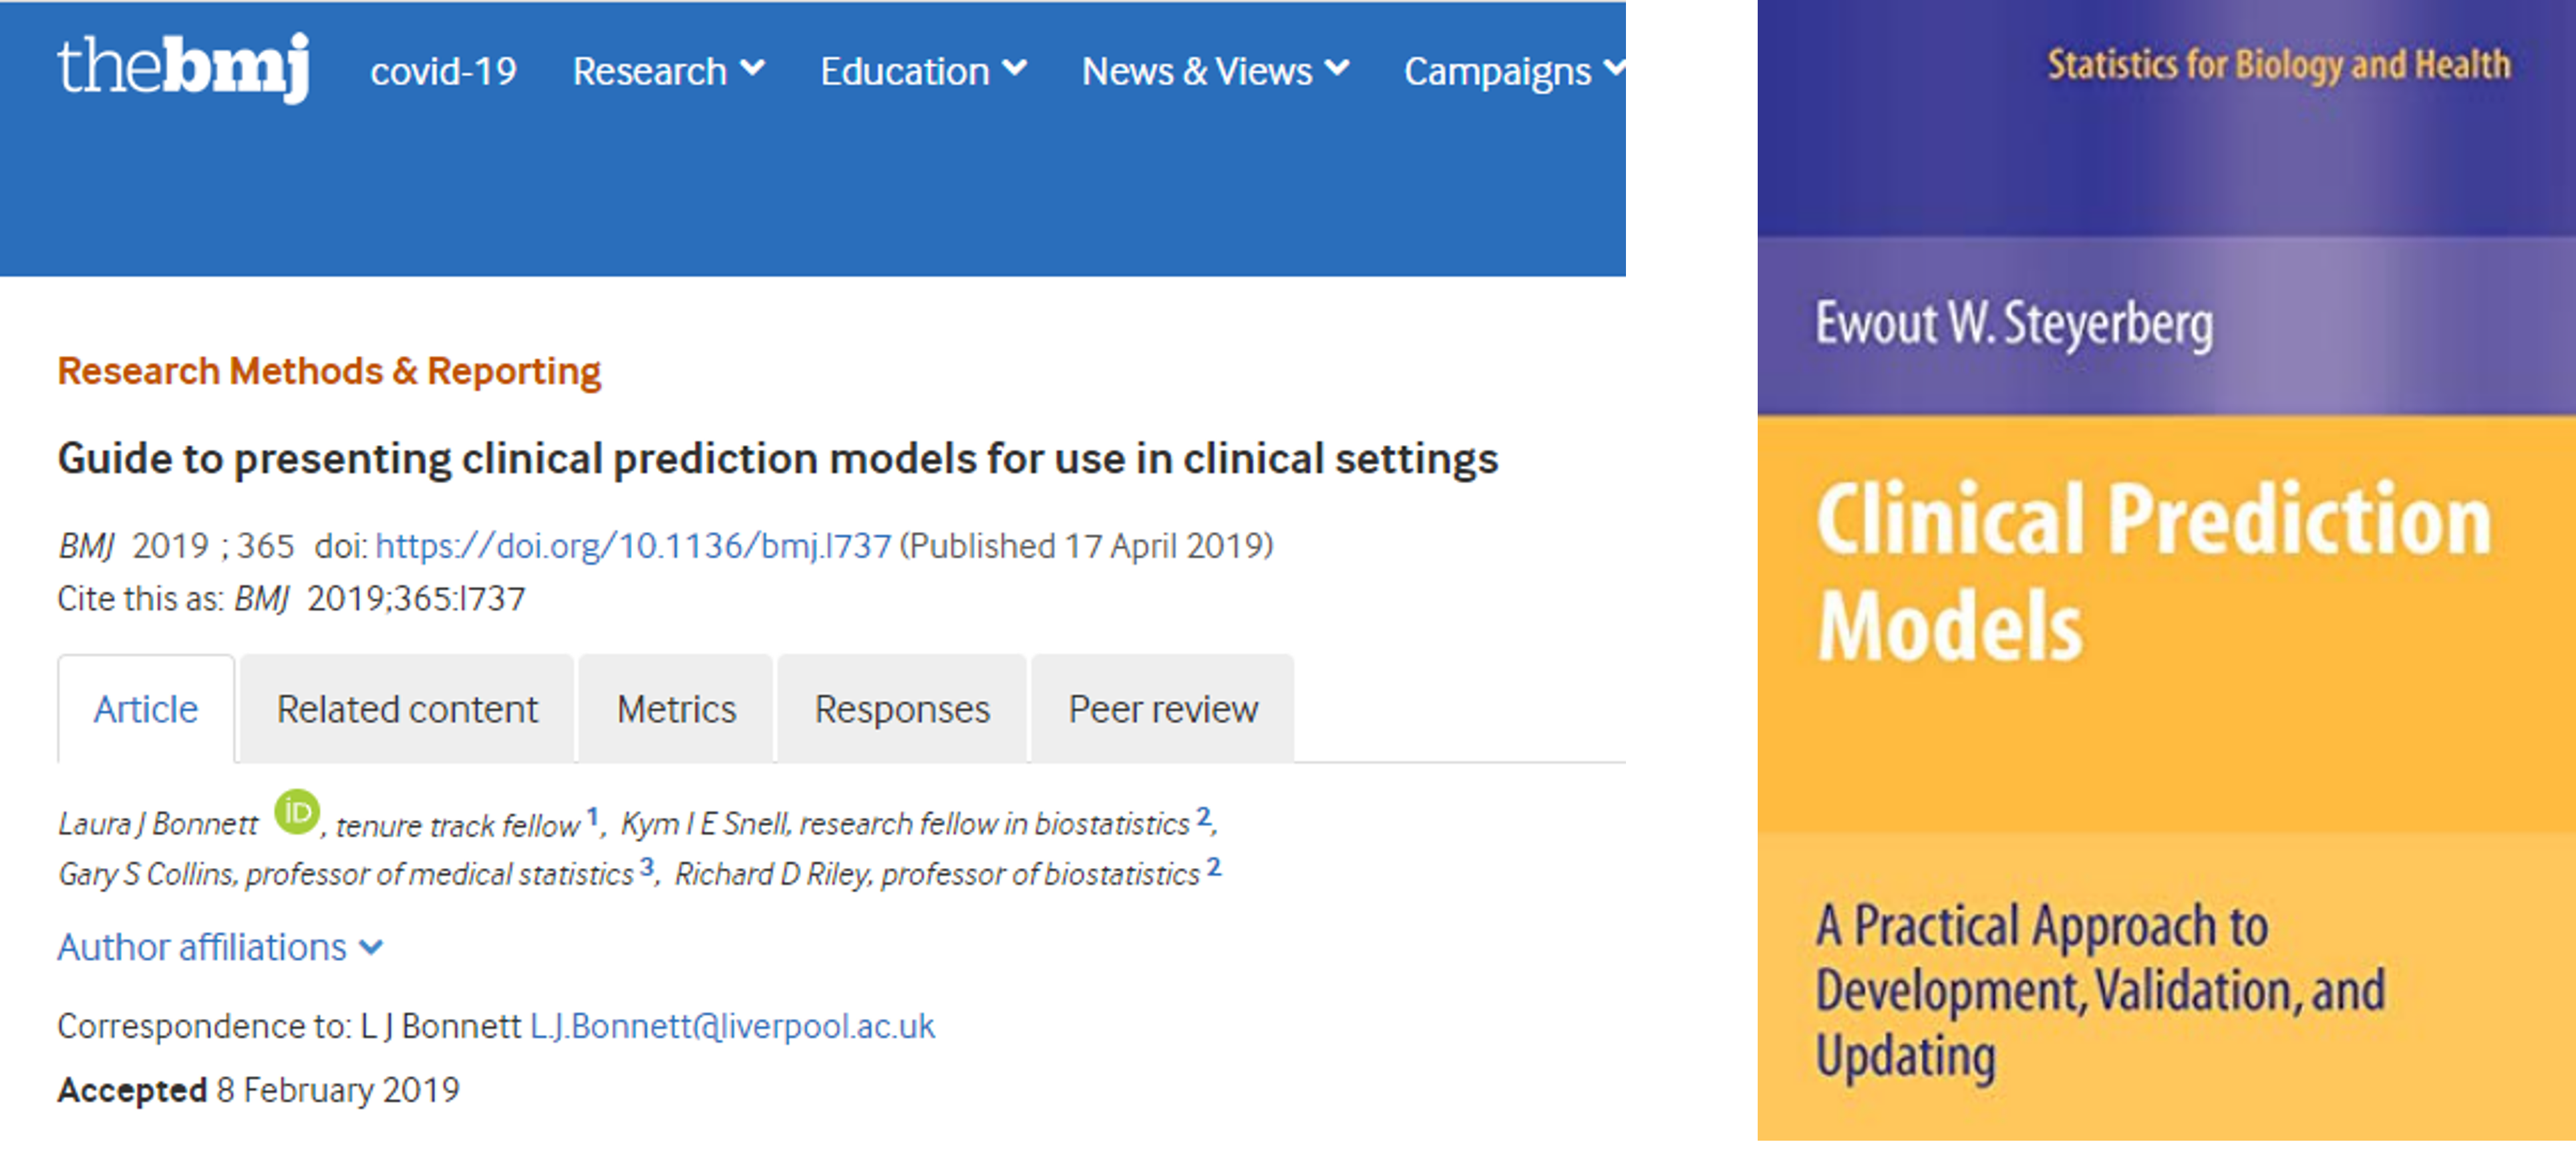 thebmj covid-19 Research Education News & Views Campaigns
Research Methods & Reporting
Guide to presenting clinical prediction models for use in clinical settings
BMJ 2019 ; 365 doi: https://doi.org/10.1136/bmj.l737 (Published 17 April 2019)
Cite this as: BMJ 2019;365:l737
Article Related content Metrics Responses Peer review
Laura J Bonnett iD, tenure track fellow 1, Kym I E Snell, research fellow in biostatistics 2,
Gary S Collins, professor of medical statistics 3, Richard D Riley, professor of biostatistics 2
Author affiliations
Correspondence to: L J Bonnett L.J.Bonnett@liverpool.ac.uk
Accepted 8 February 2019
Statistics for Biology and Health
Ewout W. Steyerberg
Clinical Prediction
Models
A Practical Approach to
Development, Validation, and
Updating